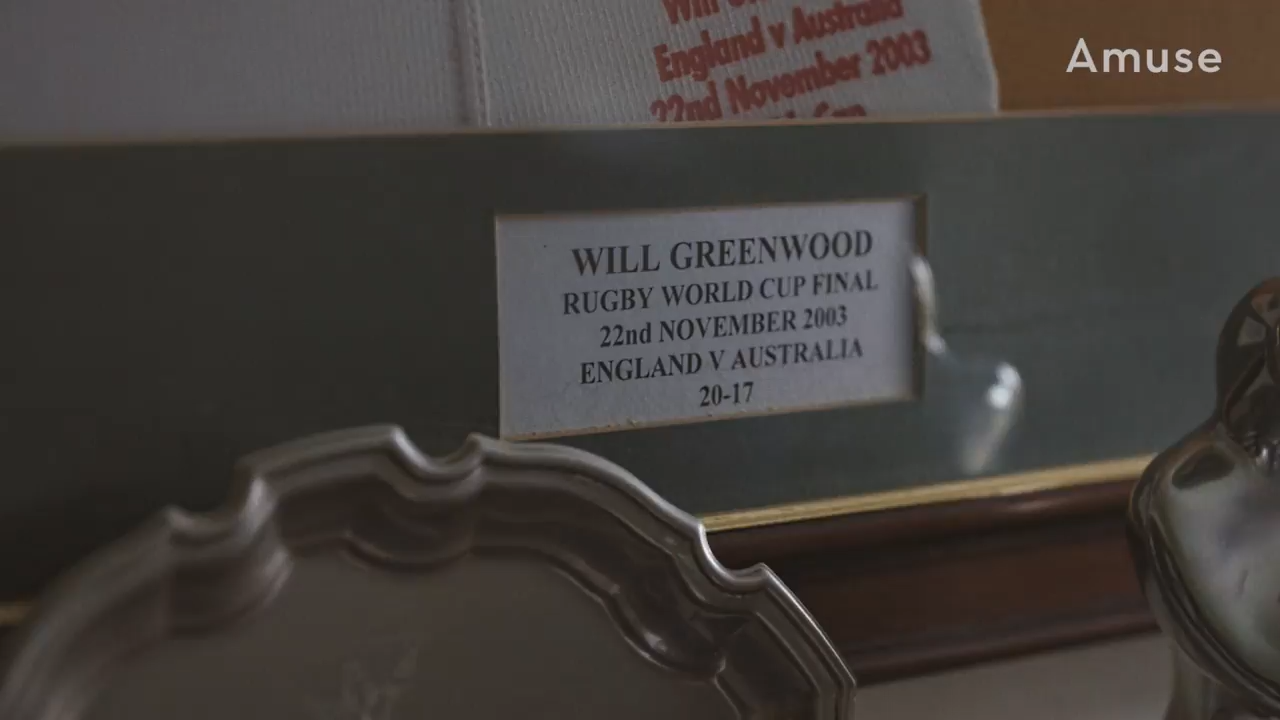 Amuse
England v Australia
22nd November 2003
WILL GREENWOOD
RUGBY WORLD CUP FINAL
22nd NOVEMBER 2003
ENGLAND V AUSTRALIA
20-17